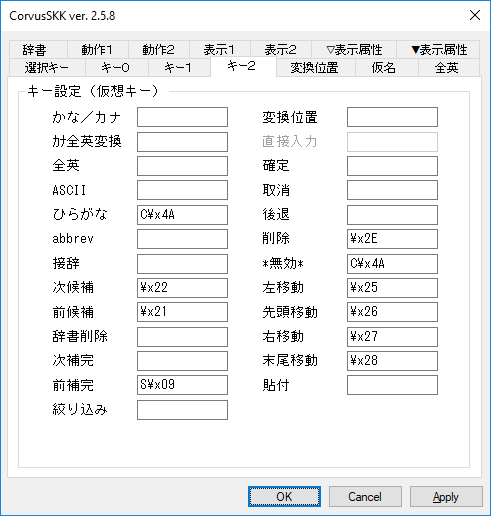 CorvusSKK ver. 2.5.8
辞書 動作1 動作2 表示1 表示2 ▽表示属性 ▼表示属性
選択キー キー0 キー1 キー2 変換位置 仮名 全英
キー設定（仮想キー）
かな／カナ 変換位置
ｶﾅ全英変換 直接入力
全英 確定
ASCII 取消
ひらがな C¥x4A 後退
abbrev 削除 ¥x2E
接辞 *無効* C¥x4A
次候補 ¥x22 左移動 ¥x25
前候補 ¥x21 先頭移動 ¥x26
辞書削除 右移動 ¥x27
次補完 末尾移動 ¥x28
前補完 S¥x09 貼付
絞り込み
OK Cancel Apply